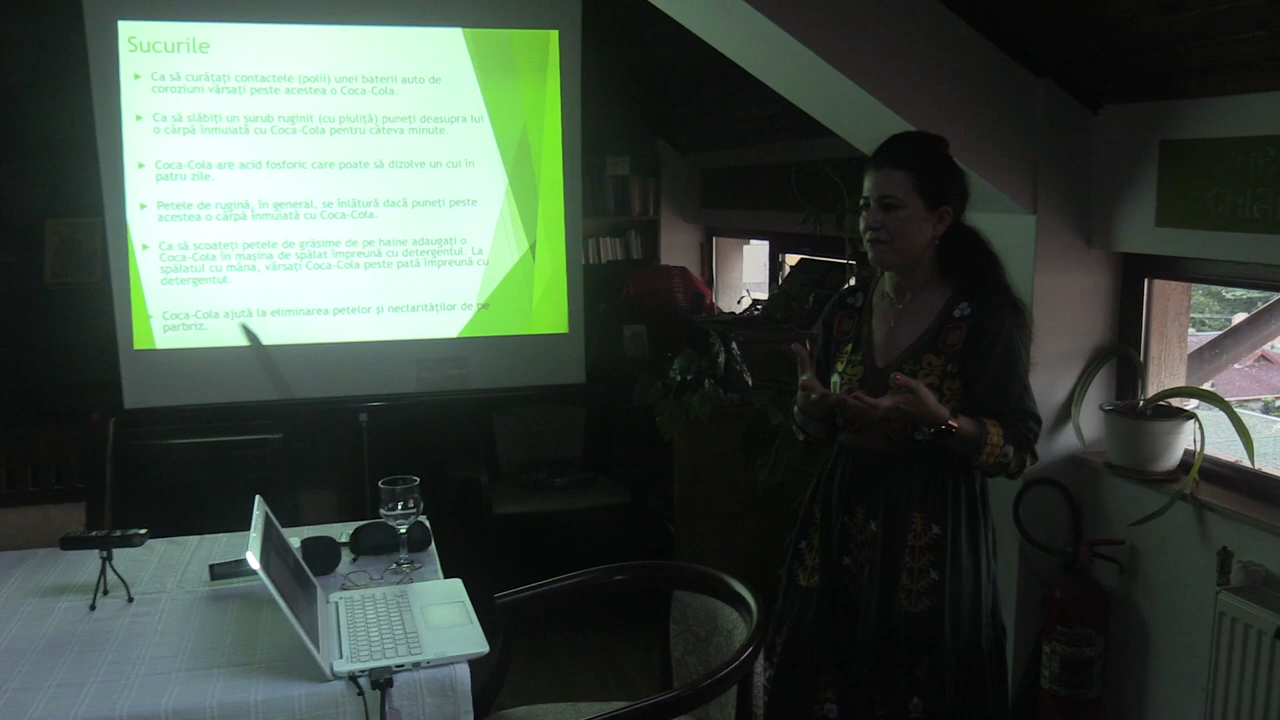 Sucurile
Ca să curățați contactele (polii) unei baterii auto de
coroziuni vărsați peste acestea o Coca-Cola.
Ca să slăbiți un șurub ruginit (cu piuliță) puneți deasupra lui
o cârpă înmuiată cu Coca-Cola pentru câteva minute.
Coca-Cola are acid fosforic care poate să dizolve un cui în
patru zile.
Petele de rugină, în general, se înlătură dacă puneți peste
acestea o cârpă înmuiată cu Coca-Cola.
Ca să scoateți petele de grăsime de pe haine adaugați o
Coca-Cola în mașina de spălat împreună cu detergentul. La
spălatul cu mâna, vărsați Coca-Cola peste pată împreună cu
detergentul.
Coca-Cola ajută la eliminarea petelor și neclarităților de pe
parbriz.